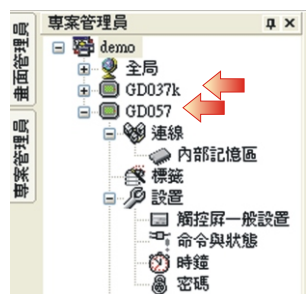 專案管理員
畫面管理員
專案管理員
demo
全局
GD037k
GD057
連線
內部記憶區
標籤
設置
觸控屏一般設置
命令與狀態
時鐘
密碼